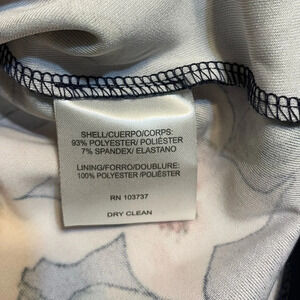 SHELL/CUERPO/CORPS:
93% POLYESTER/ POLIÉSTER
7% SPANDEX/ ELASTANO
LINING/FORRO/DOUBLURE:
100% POLYESTER/POLIÉSTER
RN 103737
DRY CLEAN